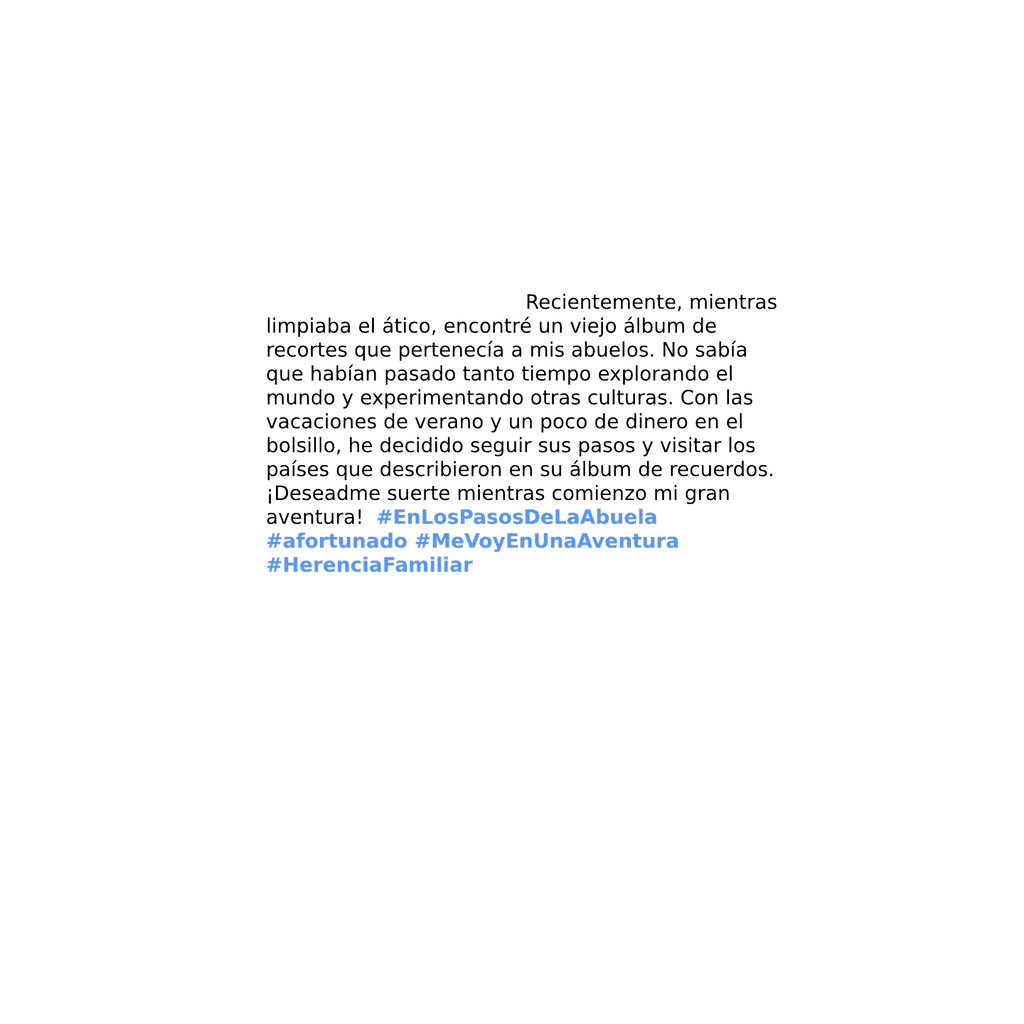 Recientemente, mientras
limpiaba el ático, encontré un viejo álbum de
recortes que pertenecía a mis abuelos. No sabía
que habían pasado tanto tiempo explorando el
mundo y experimentando otras culturas. Con las
vacaciones de verano y un poco de dinero en el
bolsillo, he decidido seguir sus pasos y visitar los
países que describieron en su álbum de recuerdos.
¡Deseadme suerte mientras comienzo mi gran
aventura!  #EnLosPasosDeLaAbuela
#afortunado #MeVoyEnUnaAventura
#HerenciaFamiliar